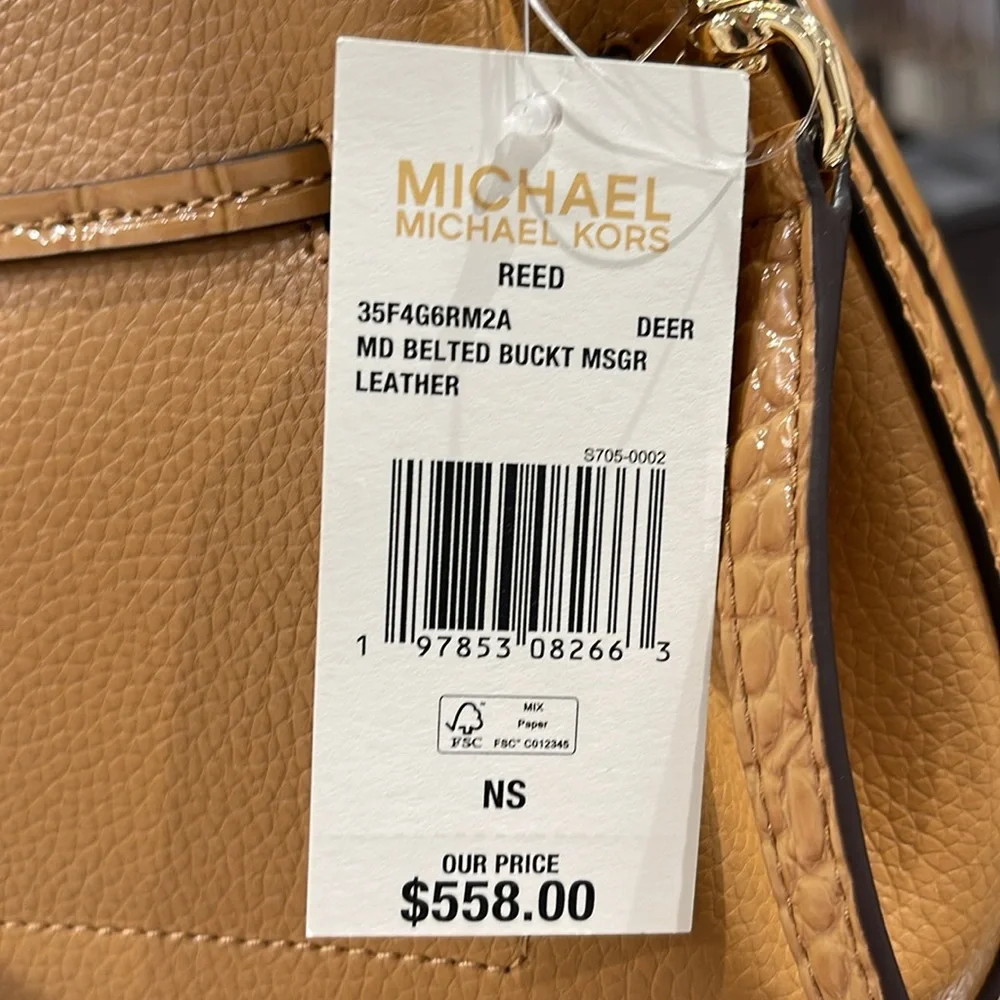 MICHAEL
MICHAEL KORS
REED
35F4G6RM2A DEER
MD BELTED BUCKT MSGR
LEATHER
S705-0002
1 97853 08266 3
MIX
Paper
FSC FSC™ C012345
NS
OUR PRICE
$558.00